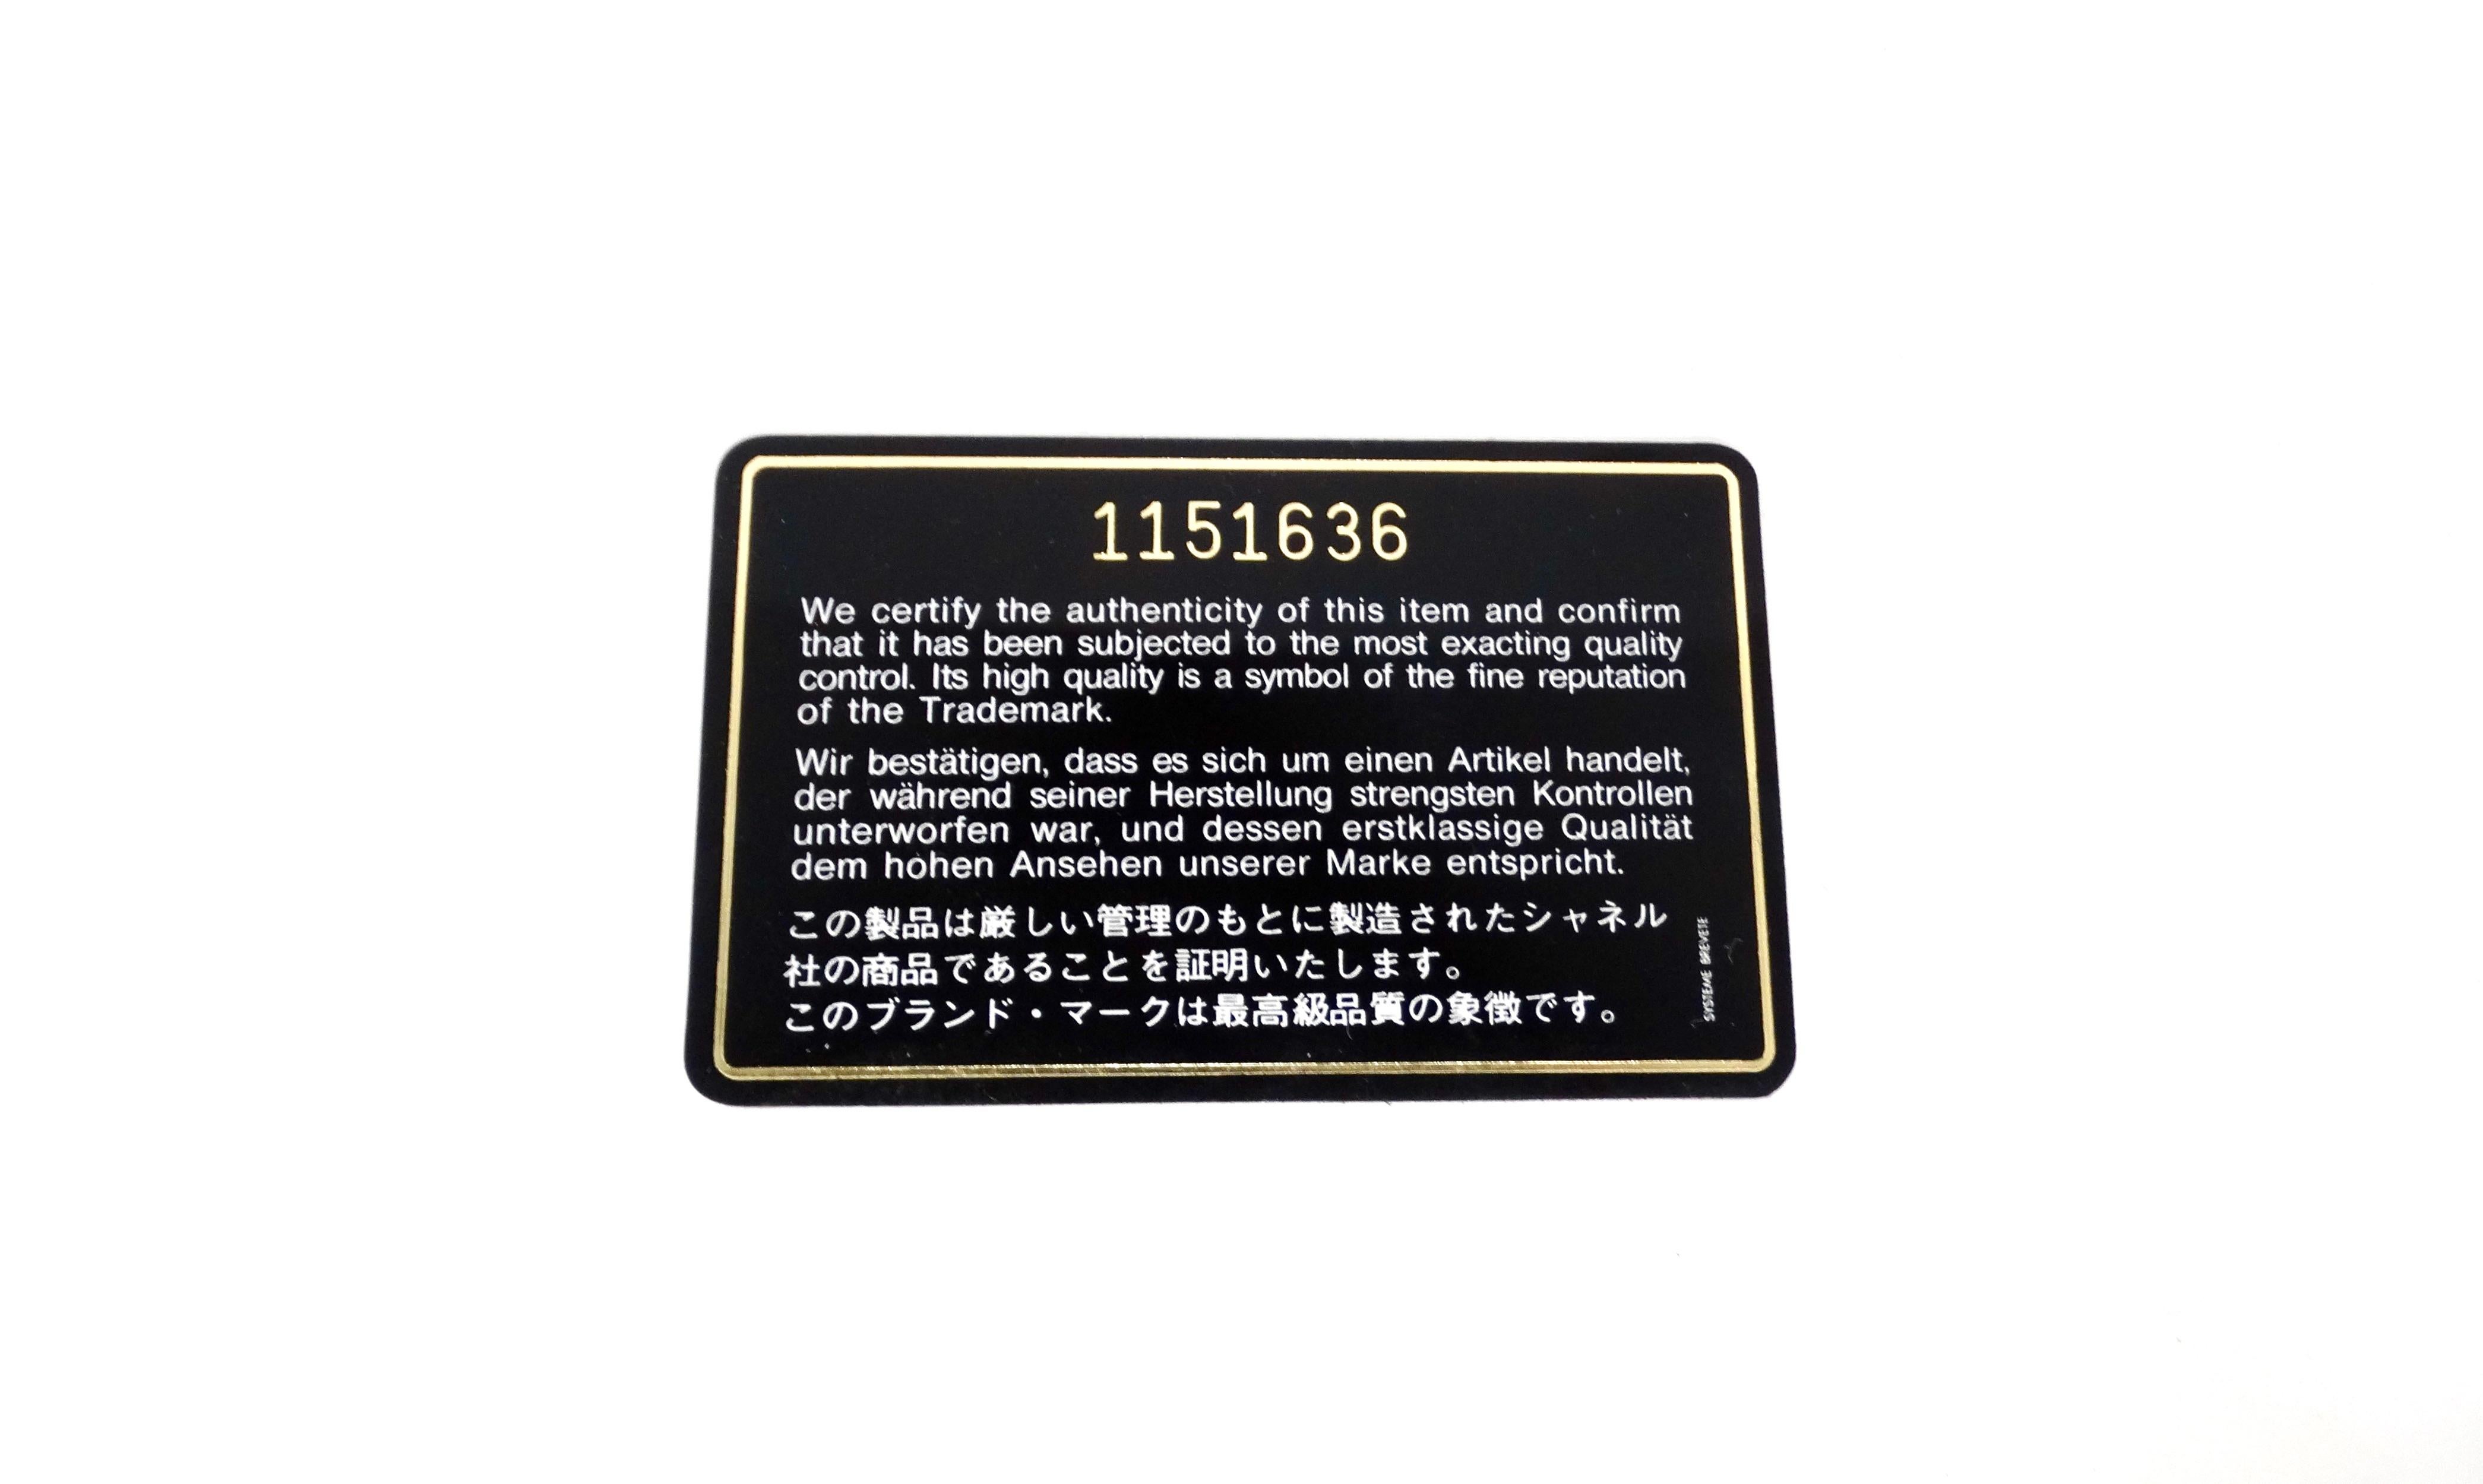 1151636
We certify the authenticity of this item and confirm
that it has been subjected to the most exacting quality
control. Its high quality is a symbol of the fine reputation
of the Trademark.
Wir bestätigen, dass es sich um einen Artikel handelt,
der während seiner Herstellung strengsten Kontrollen
unterworfen war, und dessen erstklassige Qualität
dem hohen Ansehen unserer Marke entspricht.
この製品は厳しい管理のもとに製造されたシャネル
社の商品であることを証明いたします。
このブランド・マークは最高級品質の象徴です。
SYSTEME BREVETE